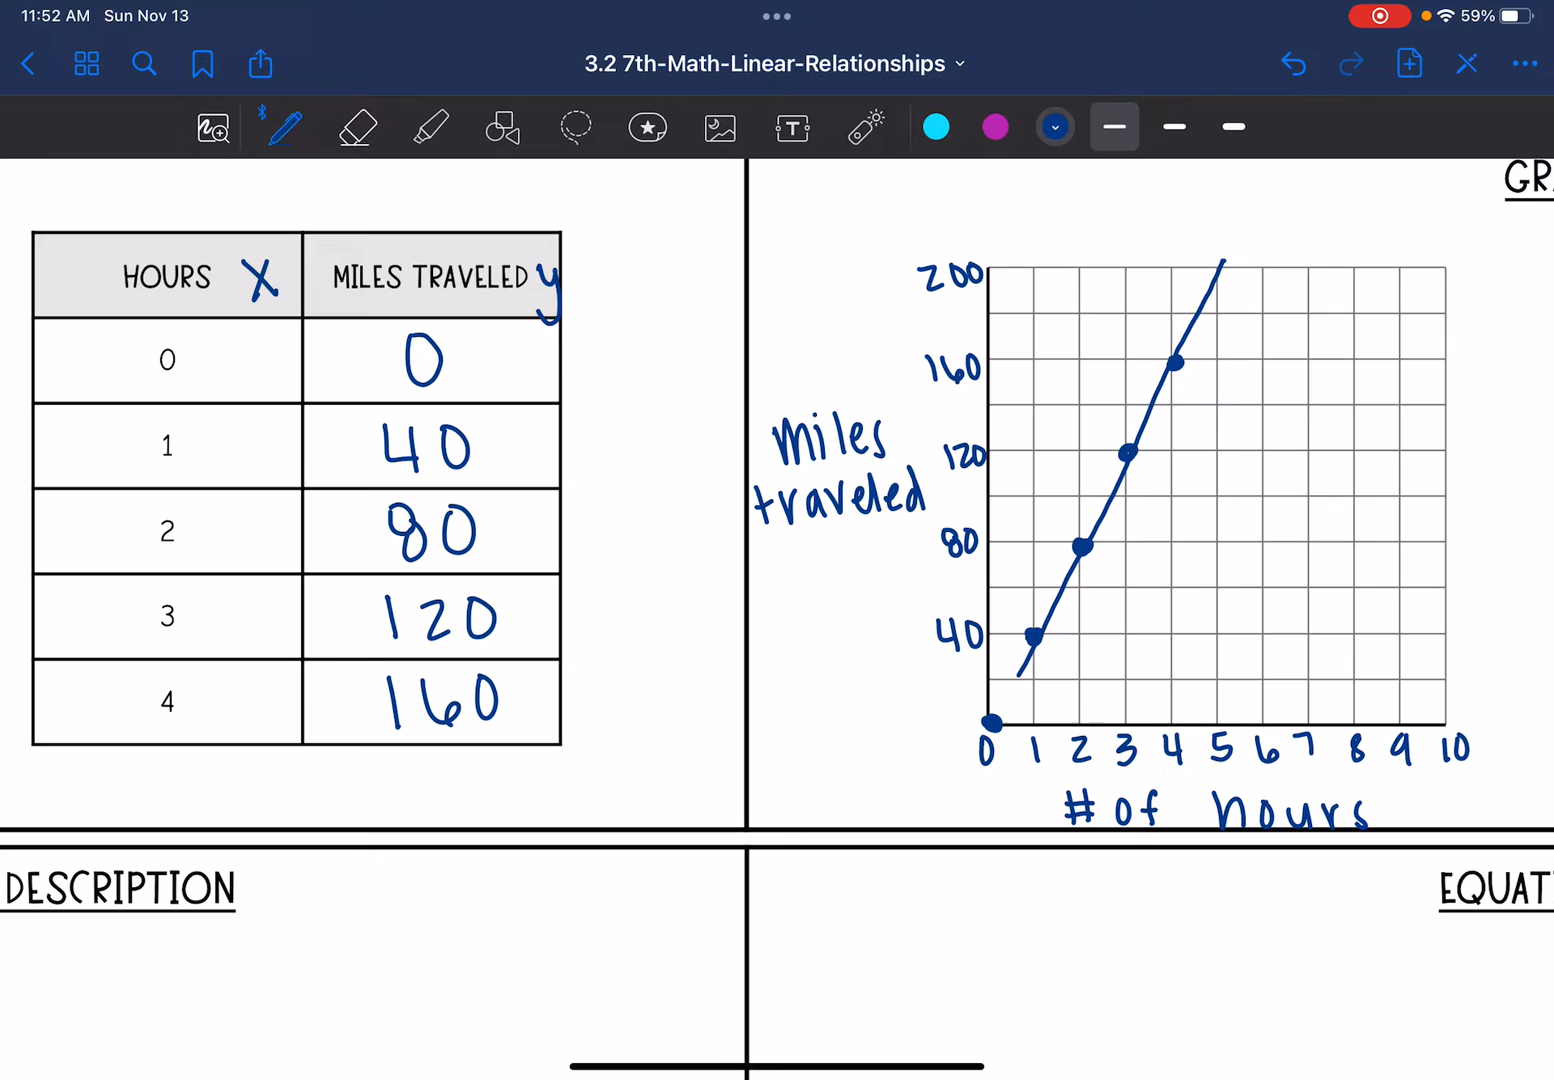 11:52 AM Sun Nov 13
59%
3.2 7th-Math-Linear-Relationships
T
HOURS X MILES TRAVELED y
0 0
1 40
2 80
3 120
4 160
GR
200
160
miles
traveled
120
80
40
0 1 2 3 4 5 6 7 8 9 10
# of hours
DESCRIPTION
EQUAT